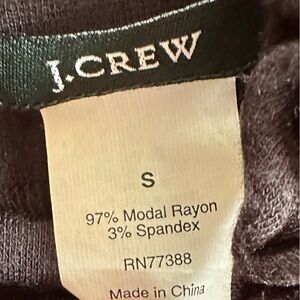 J.CREW
S
97% Modal Rayon
3% Spandex
RN77388
Made in China